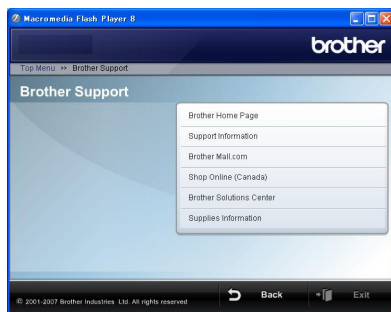 Macromedia Flash Player 8
brother
Top Menu >> Brother Support
Brother Support
Brother Home Page
Support Information
Brother Mall.com
Shop Online (Canada)
Brother Solutions Center
Supplies Information
© 2001-2007 Brother Industries Ltd. All rights reserved
Back
Exit